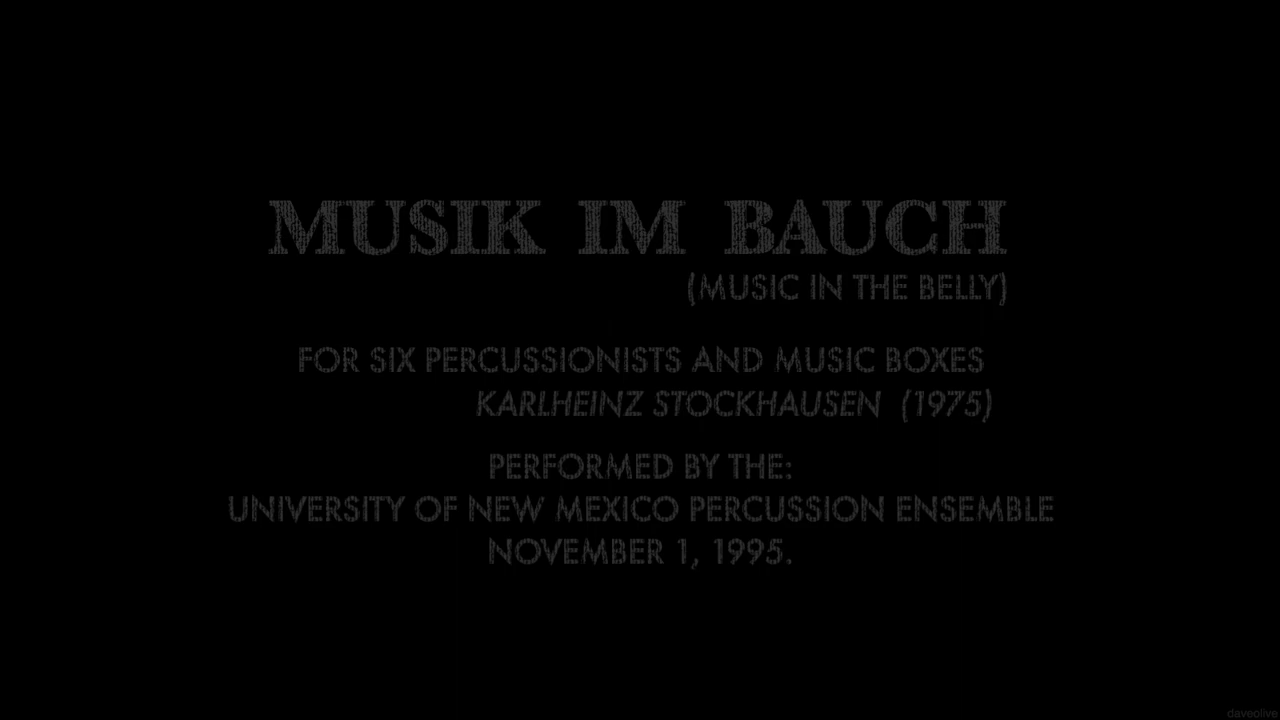 MUSIK IM BAUCH
(MUSIC IN THE BELLY)
FOR SIX PERCUSSIONISTS AND MUSIC BOXES
KARLHEINZ STOCKHAUSEN (1975)
PERFORMED BY THE:
UNIVERSITY OF NEW MEXICO PERCUSSION ENSEMBLE
NOVEMBER 1, 1995.
daveolive